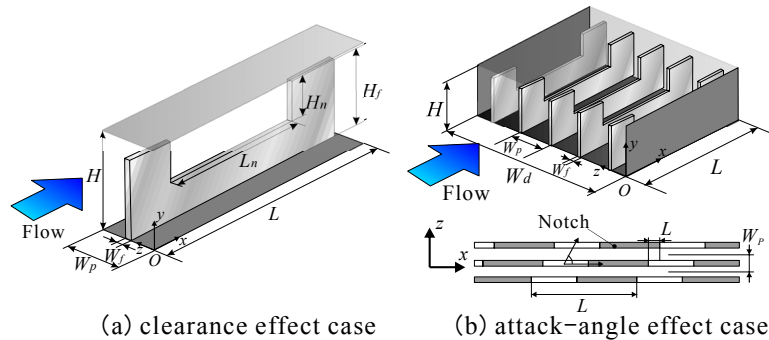 H_n
H_f
L_n
H
L
Flow
y
x
z
O
W_f
W_p
(a) clearance effect case
H
W_p
W_d
W_f
z
y
x
O
L
Flow
Notch
L
z
x
W_P
L
(b) attack-angle effect case